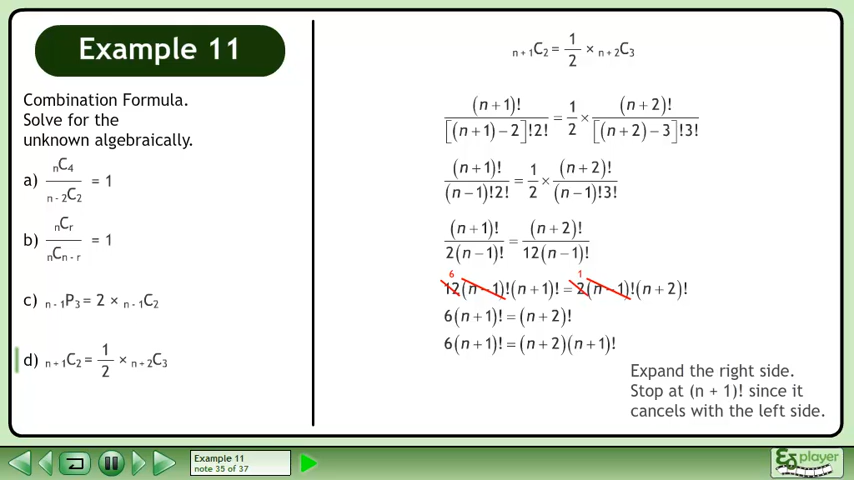 Example 11
Combination Formula.
Solve for the
unknown algebraically.
a) ₙC₄ / ₙ₋₂C₂ = 1
b) ₙCᵣ / ₙCₙ₋ᵣ = 1
c) ₙ₋₁P₃ = 2 × ₙ₋₁C₂
d) ₙ₊₁C₂ = 1/2 × ₙ₊₂C₃
ₙ₊₁C₂ = 1/2 × ₙ₊₂C₃
(n + 1)! / [(n + 1) − 2]!2! = 1/2 × (n + 2)! / [(n + 2) − 3]!3!
(n + 1)! / (n − 1)!2! = 1/2 × (n + 2)! / (n − 1)!3!
(n + 1)! / 2(n − 1)! = (n + 2)! / 12(n − 1)!
6 1
12(n − 1)!(n + 1)! = 2(n − 1)!(n + 2)!
6(n + 1)! = (n + 2)!
6(n + 1)! = (n + 2)(n + 1)!
Expand the right side.
Stop at (n + 1)! since it
cancels with the left side.
Example 11
note 35 of 37
Ez player